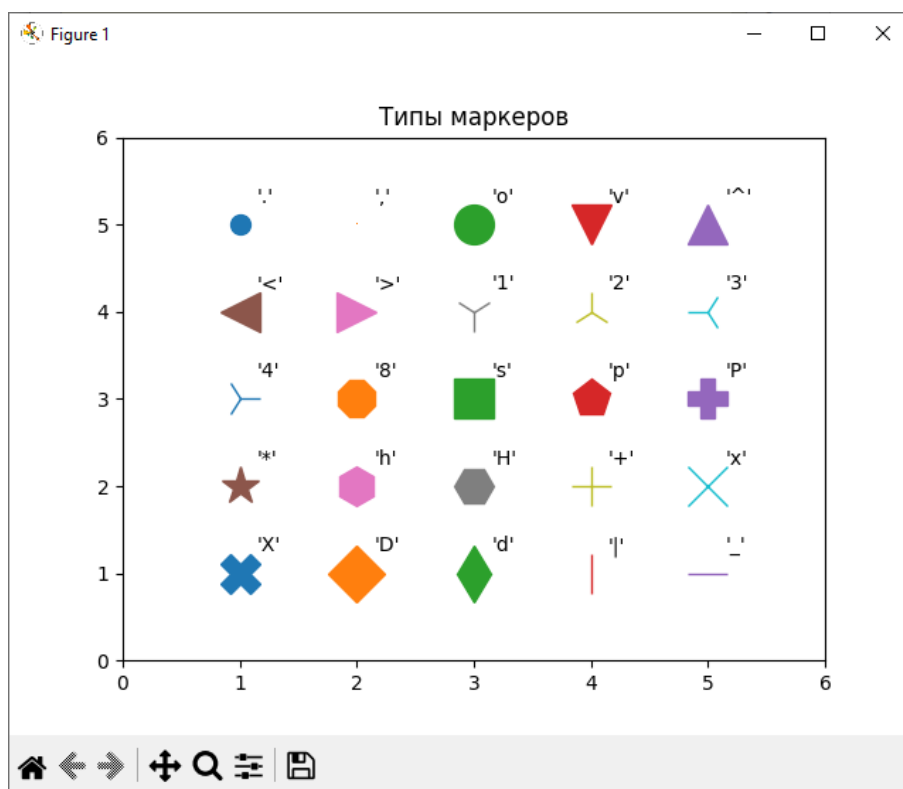 Figure 1
Типы маркеров
6
'.' ',' 'o' 'v' '^'
5
'<' '>' '1' '2' '3'
4
'4' '8' 's' 'p' 'P'
3
'*' 'h' 'H' '+' 'x'
2
'X' 'D' 'd' '|' '_'
1
0
0 1 2 3 4 5 6